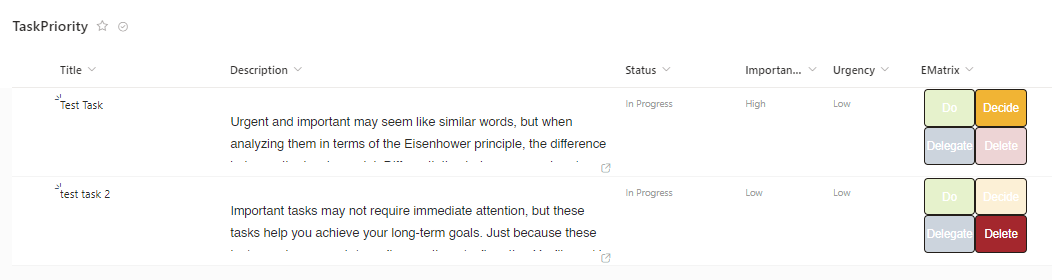 TaskPriority
Title Description Status Importan... Urgency EMatrix
Test Task In Progress High Low Do Decide
Urgent and important may seem like similar words, but when
analyzing them in terms of the Eisenhower principle, the difference
Delegate Delete
test task 2 In Progress Low Low Do Decide
Important tasks may not require immediate attention, but these
tasks help you achieve your long-term goals. Just because these
Delegate Delete